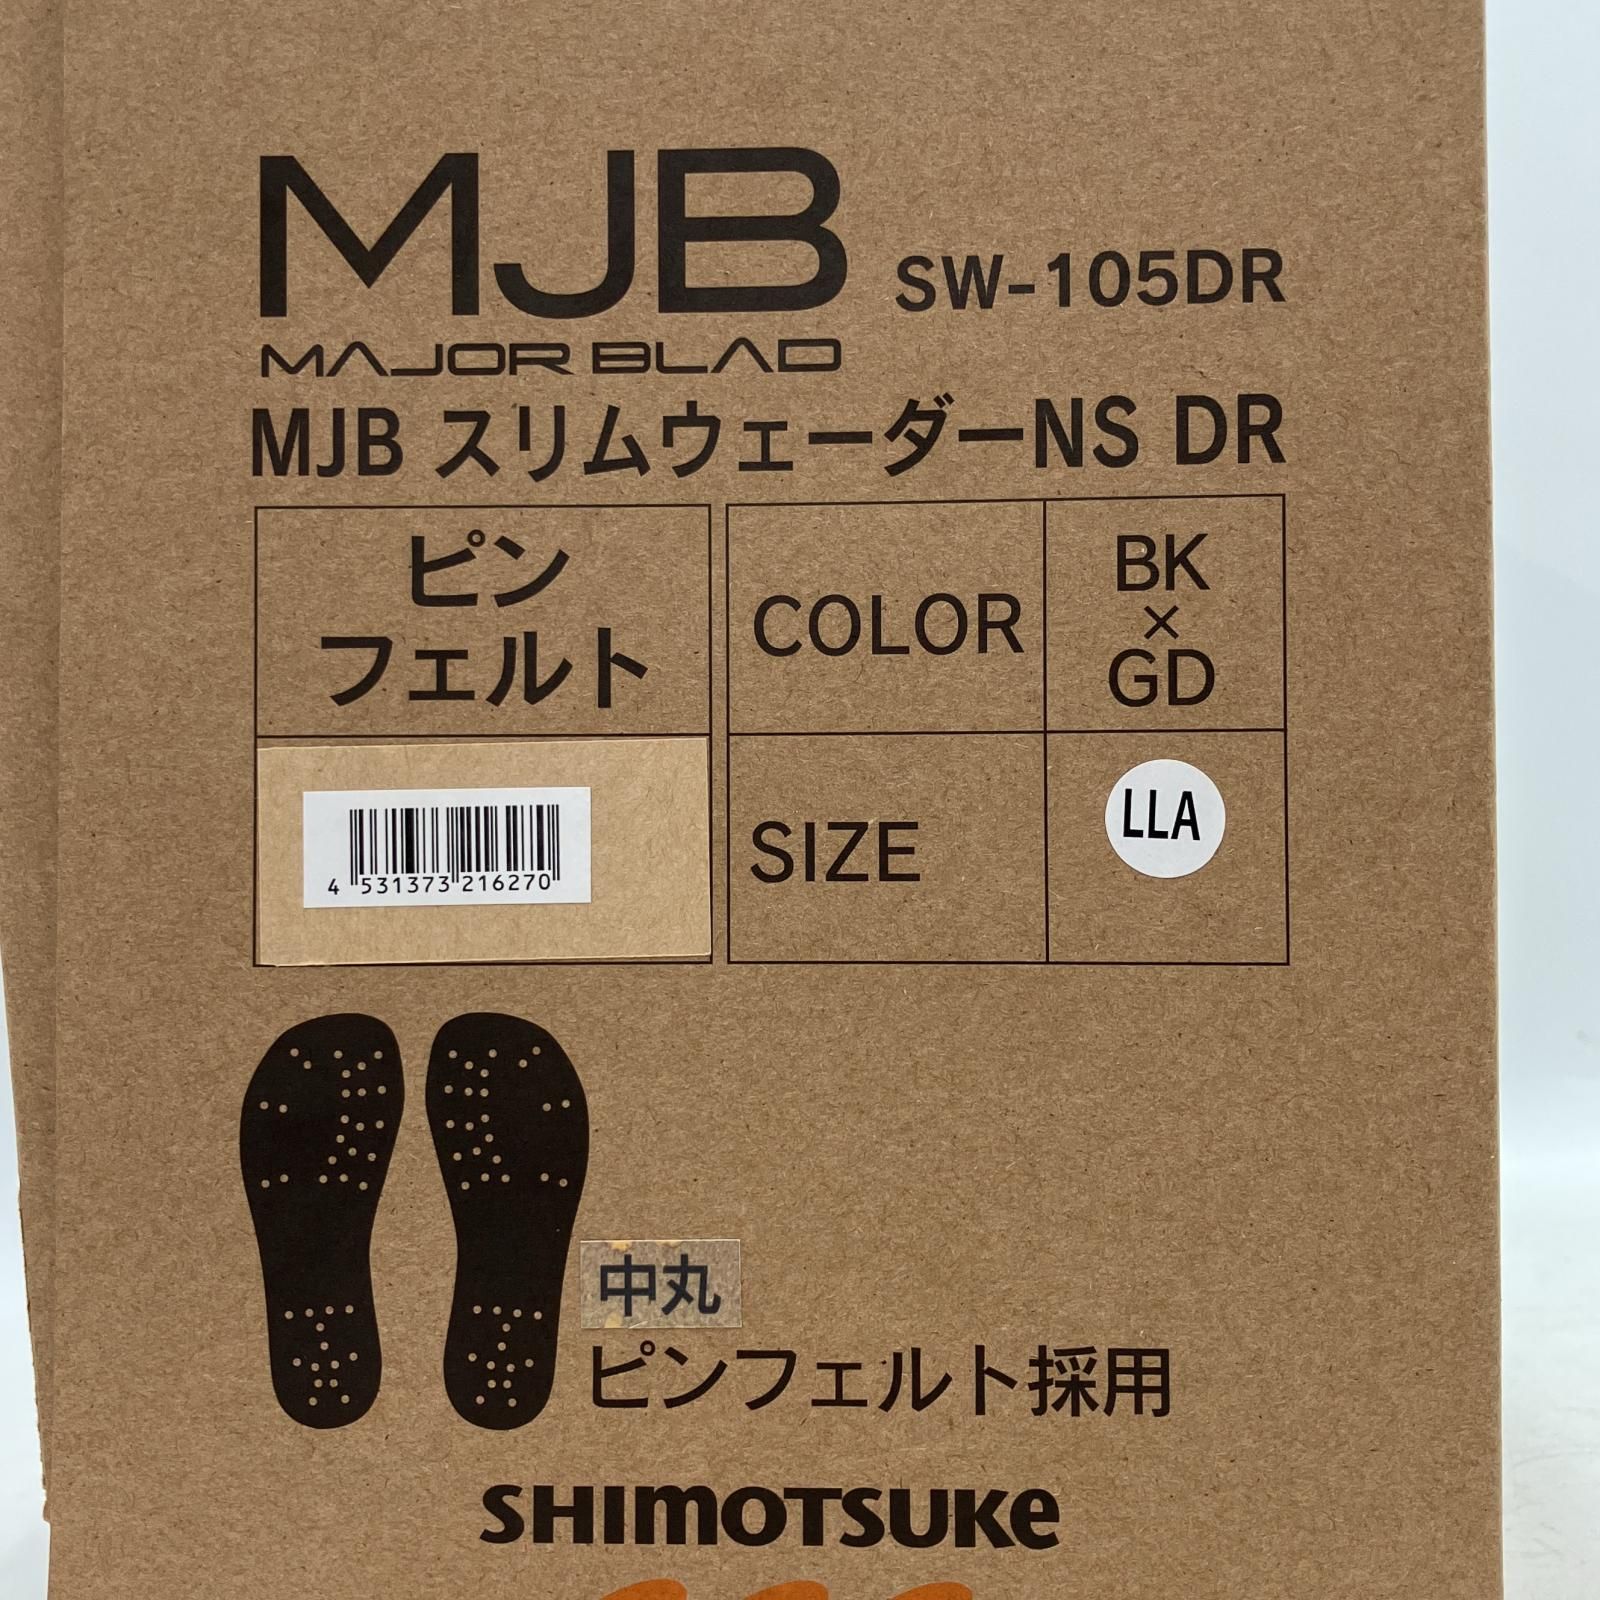 MJB
SW-105DR
MAJOR BLAD
MJB スリムウェーダーNS DR
ピン
フェルト
COLOR
BK
×
GD
4 531373 216270
SIZE
LLA
中丸
ピンフェルト採用
SHIMOTSUKe